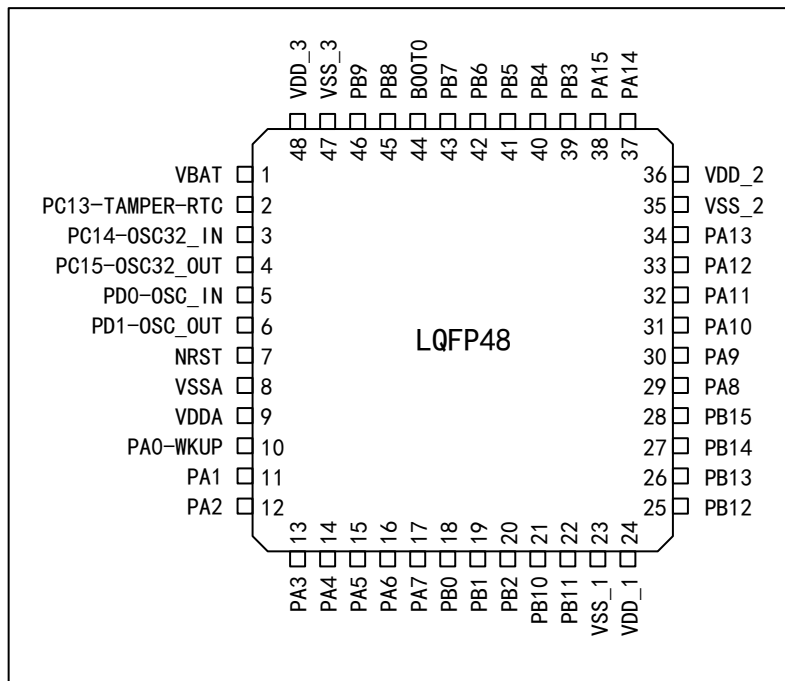 VDD_3
VSS_3
PB9
PB8
BOOT0
PB7
PB6
PB5
PB4
PB3
PA15
PA14
48
47
46
45
44
43
42
41
40
39
38
37
VBAT 1
PC13-TAMPER-RTC 2
PC14-OSC32_IN 3
PC15-OSC32_OUT 4
PD0-OSC_IN 5
PD1-OSC_OUT 6
NRST 7
VSSA 8
VDDA 9
PA0-WKUP 10
PA1 11
PA2 12
LQFP48
36 VDD_2
35 VSS_2
34 PA13
33 PA12
32 PA11
31 PA10
30 PA9
29 PA8
28 PB15
27 PB14
26 PB13
25 PB12
13
14
15
16
17
18
19
20
21
22
23
24
PA3
PA4
PA5
PA6
PA7
PB0
PB1
PB2
PB10
PB11
VSS_1
VDD_1